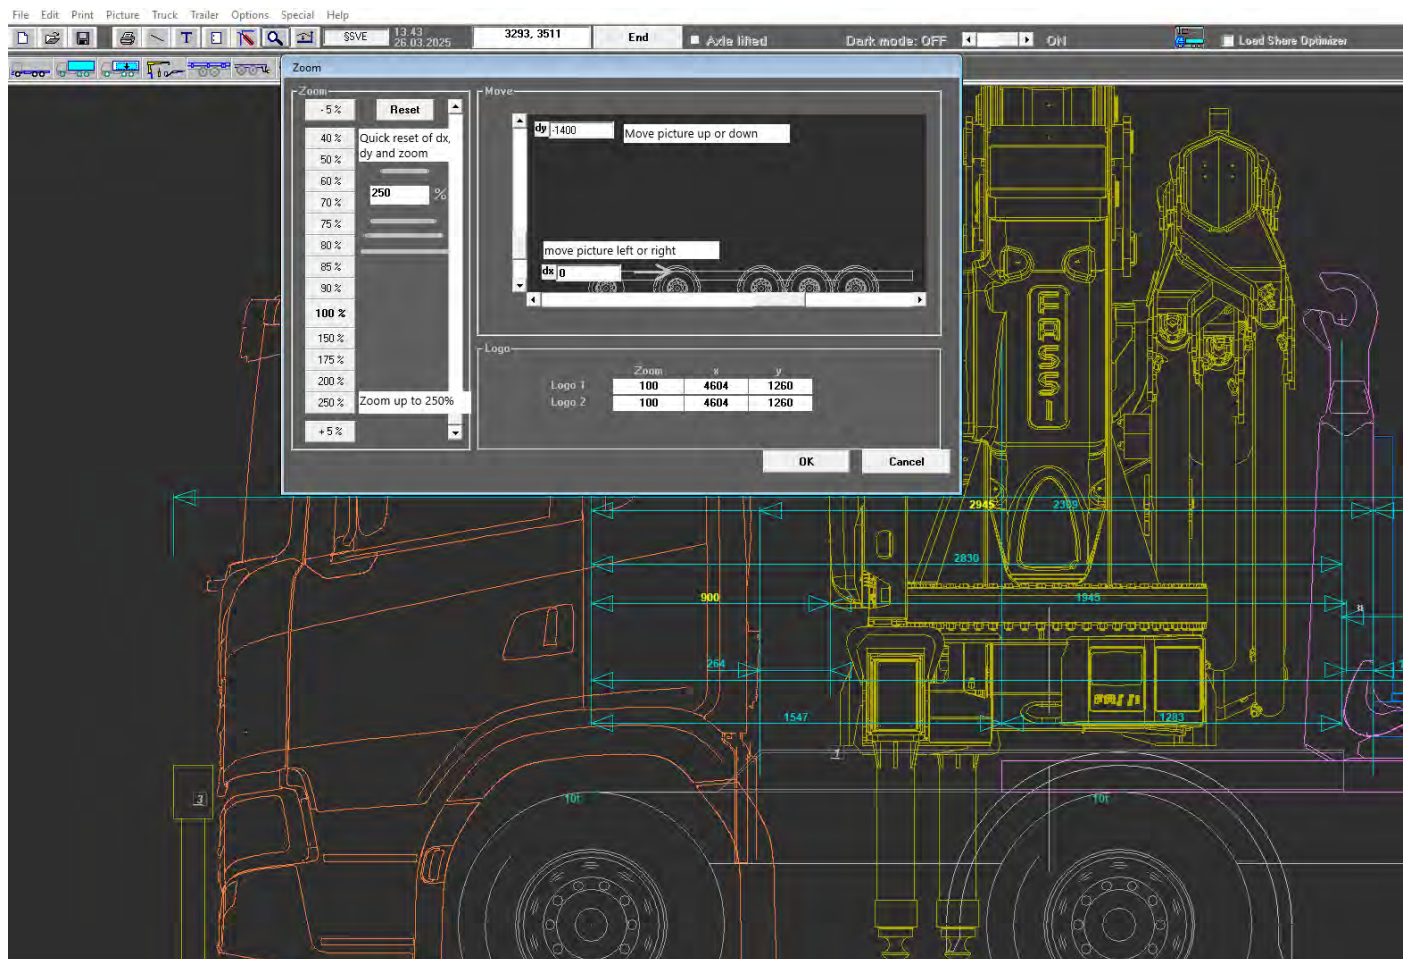 File Edit Print Picture Truck Trailer Options Special Help
T §SVE 13.43 3293, 3511 End Axle lifted Dark mode: OFF ON Load Share Optimizer
26.03.2025
Zoom
Zoom
- 5 % Reset
40 % Quick reset of dx,
50 % dy and zoom
60 %
70 % 250 %
75 %
80 %
85 %
90 %
100 %
150 %
175 %
200 %
250 % Zoom up to 250%
+ 5 %
Move
dy -1400 Move picture up or down
move picture left or right
dx 0
Logo
Zoom x y
Logo 1 100 4604 1260
Logo 2 100 4604 1260
OK Cancel
FASSI
2945 2389
2830
900 1945
264
1547 1283
1
3
10t 10t